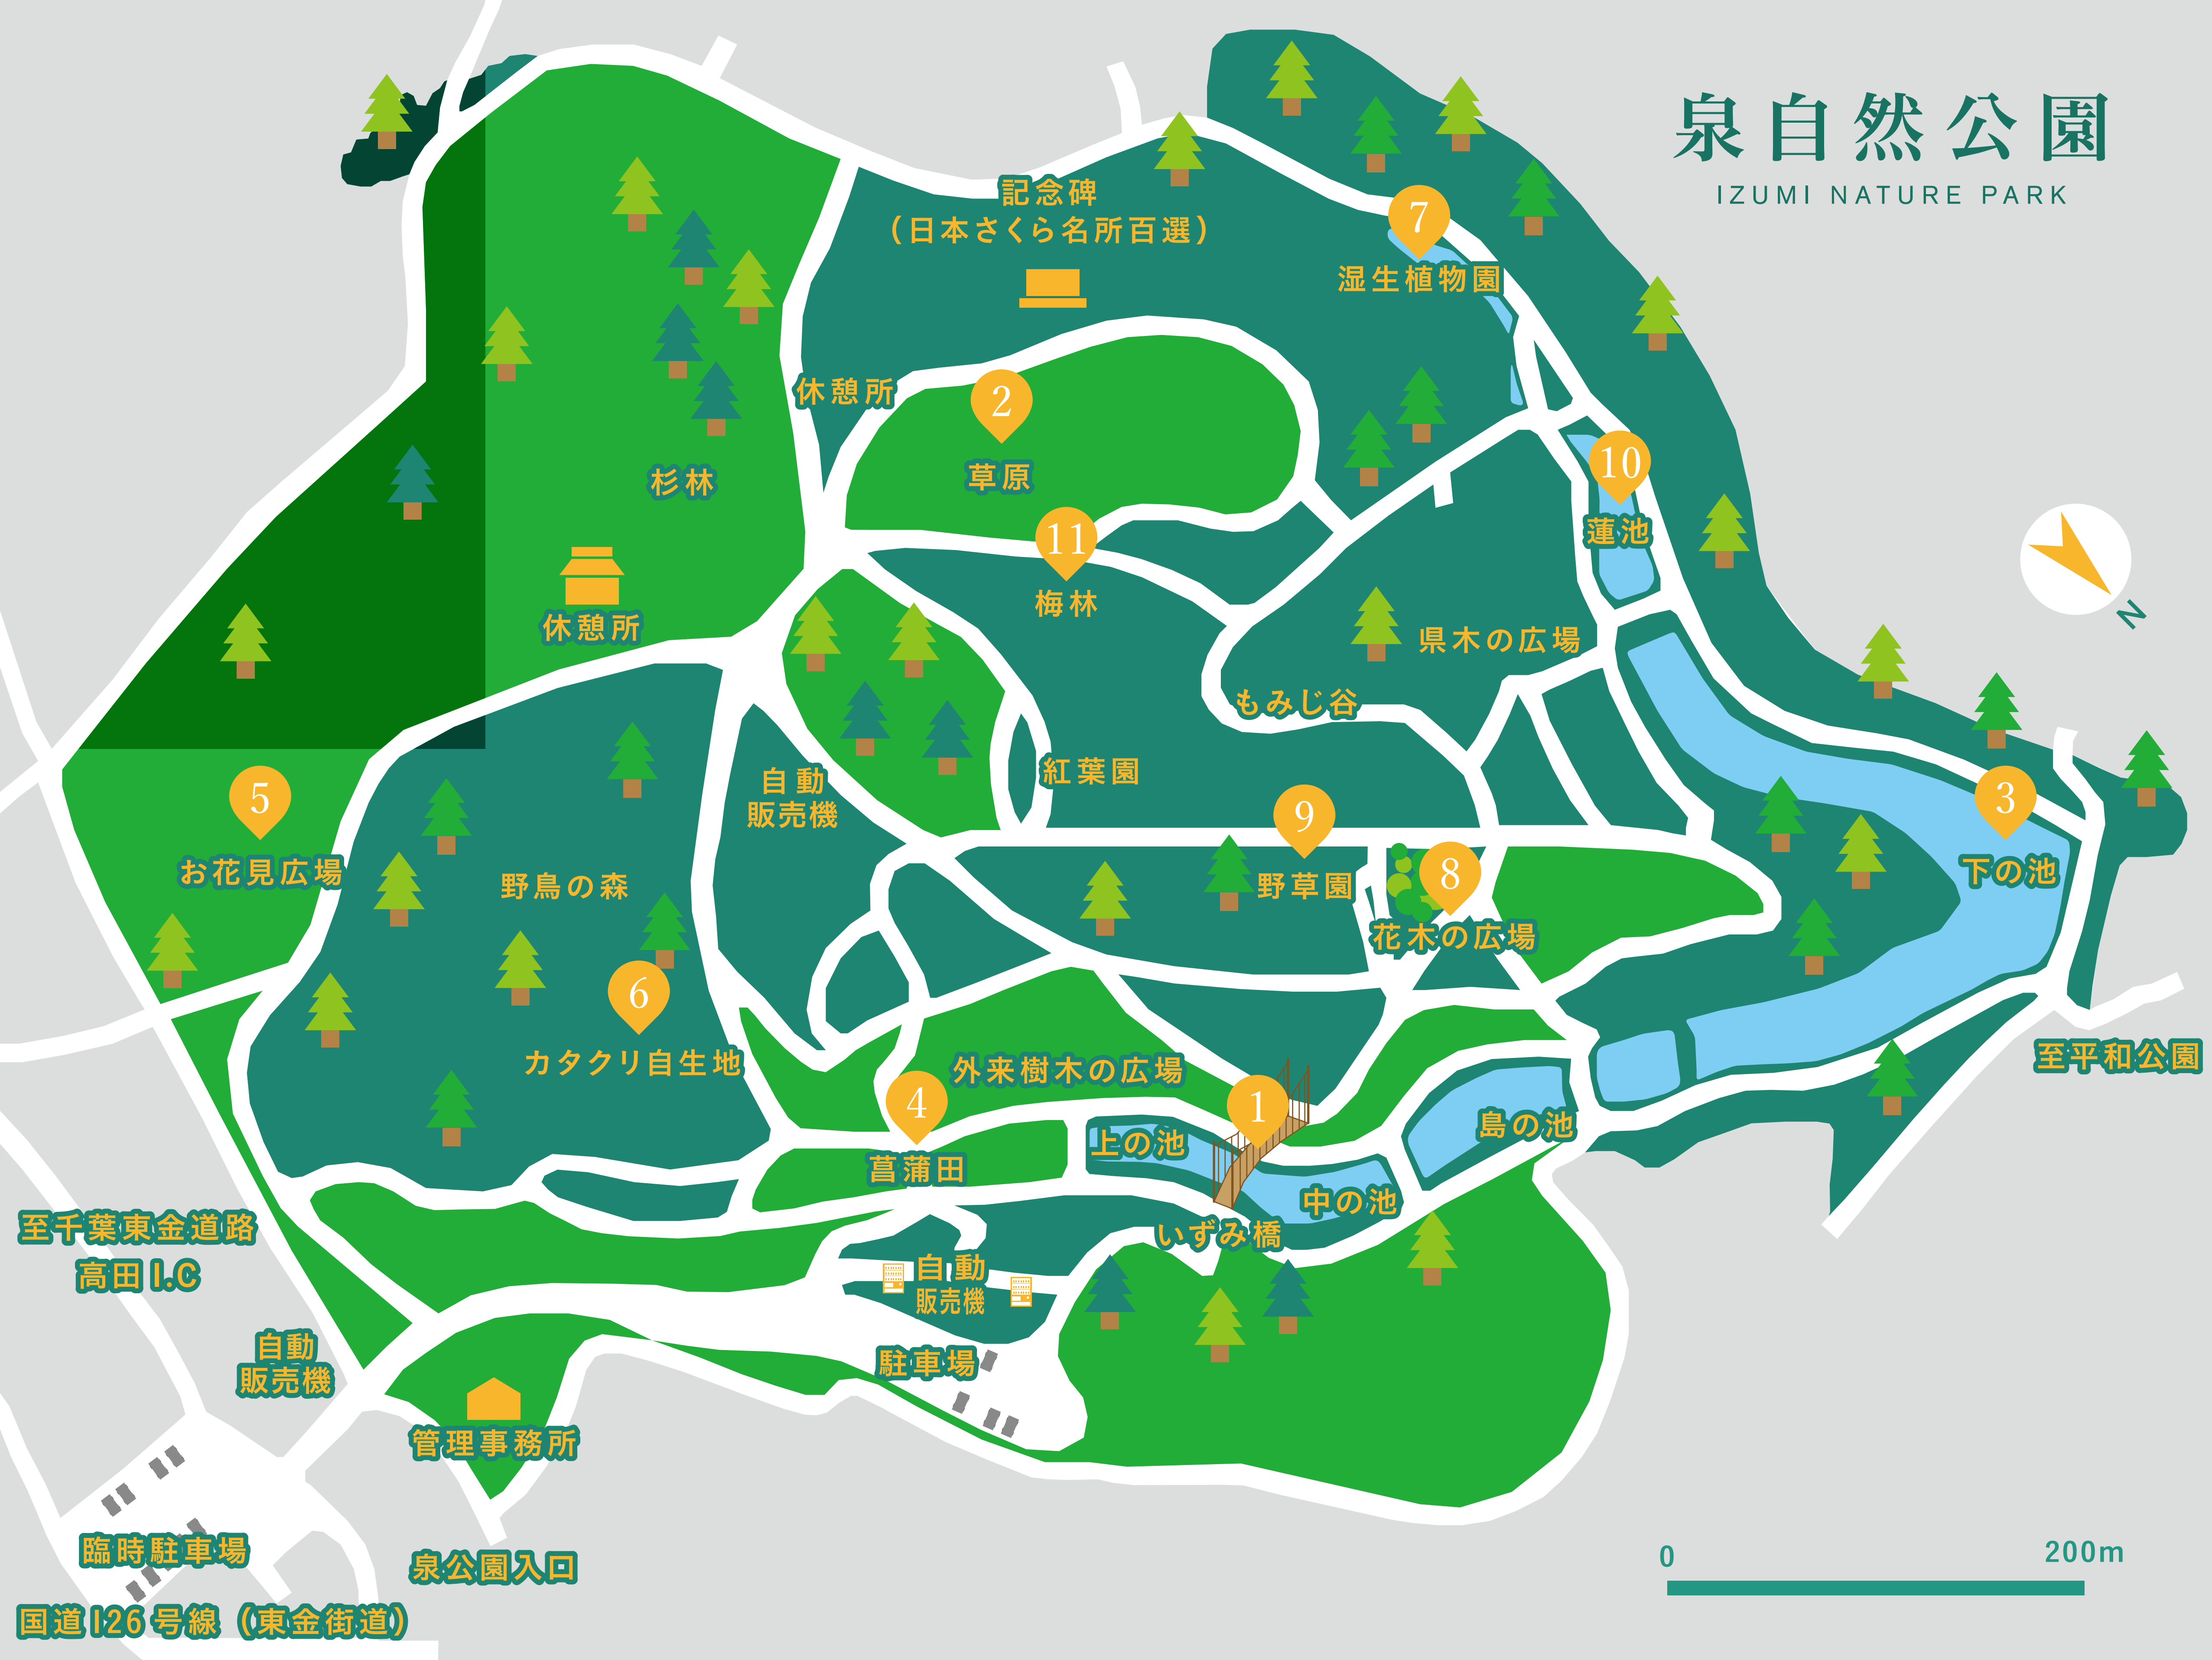 泉自然公園
IZUMI NATURE PARK
記念碑
（日本さくら名所百選）
7
湿生植物園
休憩所
2
草原
10
蓮池
杉林
11
梅林
N
休憩所
県木の広場
もみじ谷
紅葉園
自動
販売機
5
お花見広場
9
野草園
8
花木の広場
3
下の池
野鳥の森
6
カタクリ自生地
外来樹木の広場
4
菖蒲田
1
上の池
島の池
中の池
いずみ橋
至平和公園
至千葉東金道路
高田I.C
自動
販売機
自動
販売機
駐車場
管理事務所
臨時駐車場
泉公園入口
国道126号線（東金街道）
0
200m